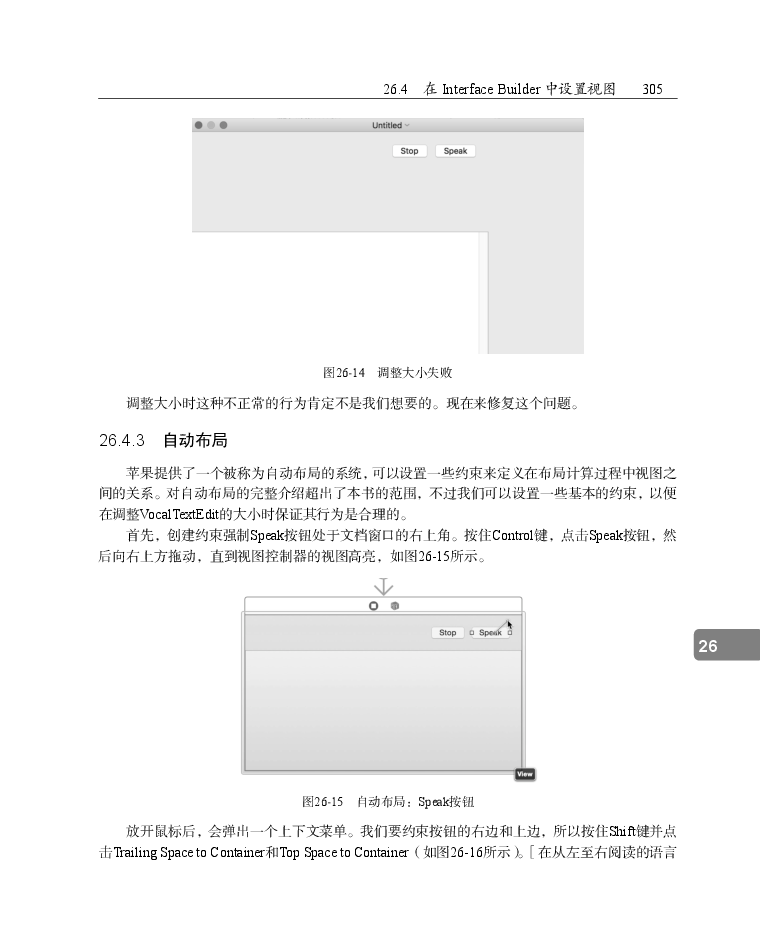 26.4 在 Interface Builder 中设置视图 305
Untitled
Stop Speak
图26-14 调整大小失败
调整大小时这种不正常的行为肯定不是我们想要的。现在来修复这个问题。
26.4.3 自动布局
苹果提供了一个被称为自动布局的系统，可以设置一些约束来定义在布局计算过程中视图之
间的关系。对自动布局的完整介绍超出了本书的范围，不过我们可以设置一些基本的约束，以便
在调整VocalTextEdit的大小时保证其行为是合理的。
首先，创建约束强制Speak按钮处于文档窗口的右上角。按住Control键，点击Speak按钮，然
后向右上方拖动，直到视图控制器的视图高亮，如图26-15所示。
Stop Speak
26
View
图26-15 自动布局：Speak按钮
放开鼠标后，会弹出一个上下文菜单。我们要约束按钮的右边和上边，所以按住Shift键并点
击Trailing Space to Container和Top Space to Container（如图26-16所示）。[ 在从左至右阅读的语言